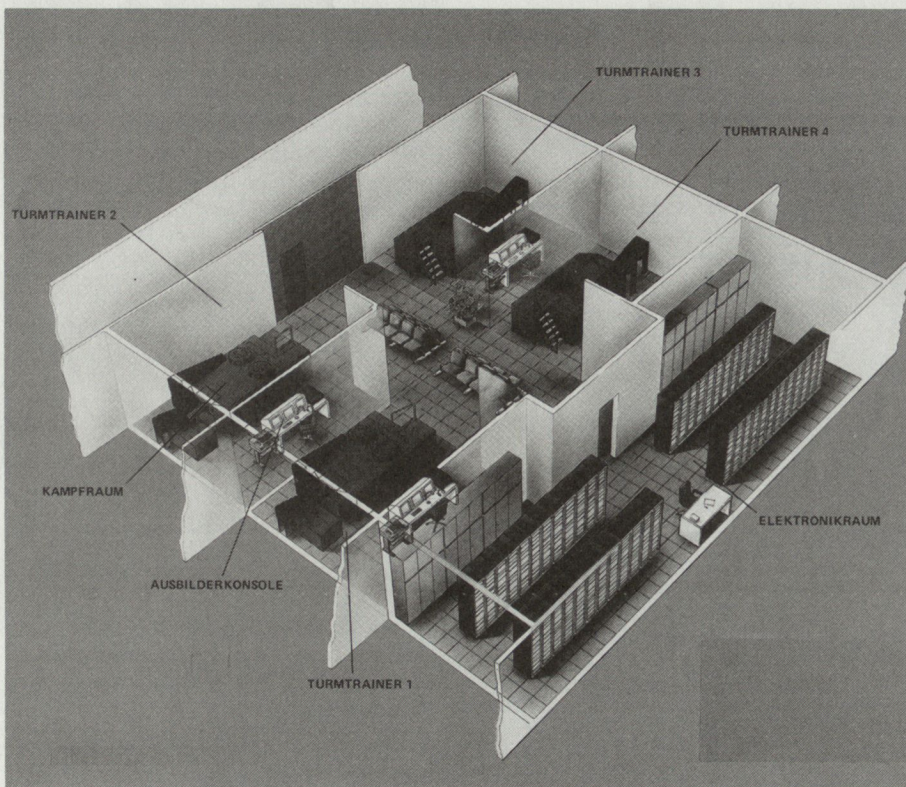 TURMTRAINER 3
TURMTRAINER 4
TURMTRAINER 2
KAMPFRAUM
ELEKTRONIKRAUM
AUSBILDERKONSOLE
TURMTRAINER 1